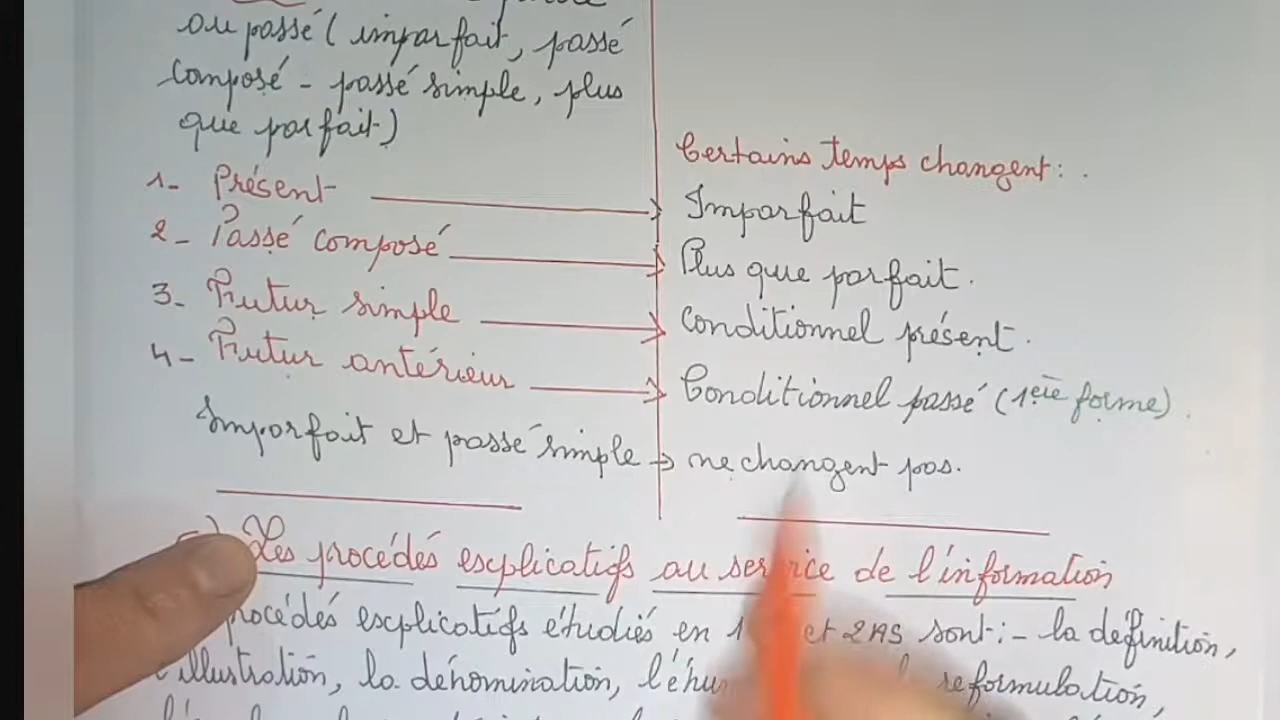 ou passé ( imparfait, passé
composé - passé simple, plus
que parfait )
Certains temps changent :
1- Présent → Imparfait
2- Passé composé → Plus que parfait.
3- Futur simple → Conditionnel présent.
4- Futur antérieur → Conditionnel passé (1ère forme).
Imparfait et passé simple → ne changent pas.
Les procédés explicatifs au service de l'information
procédés explicatifs étudiés en 1 et 2AS sont : - la définition,
l'illustration, la dénomination, reformulation,